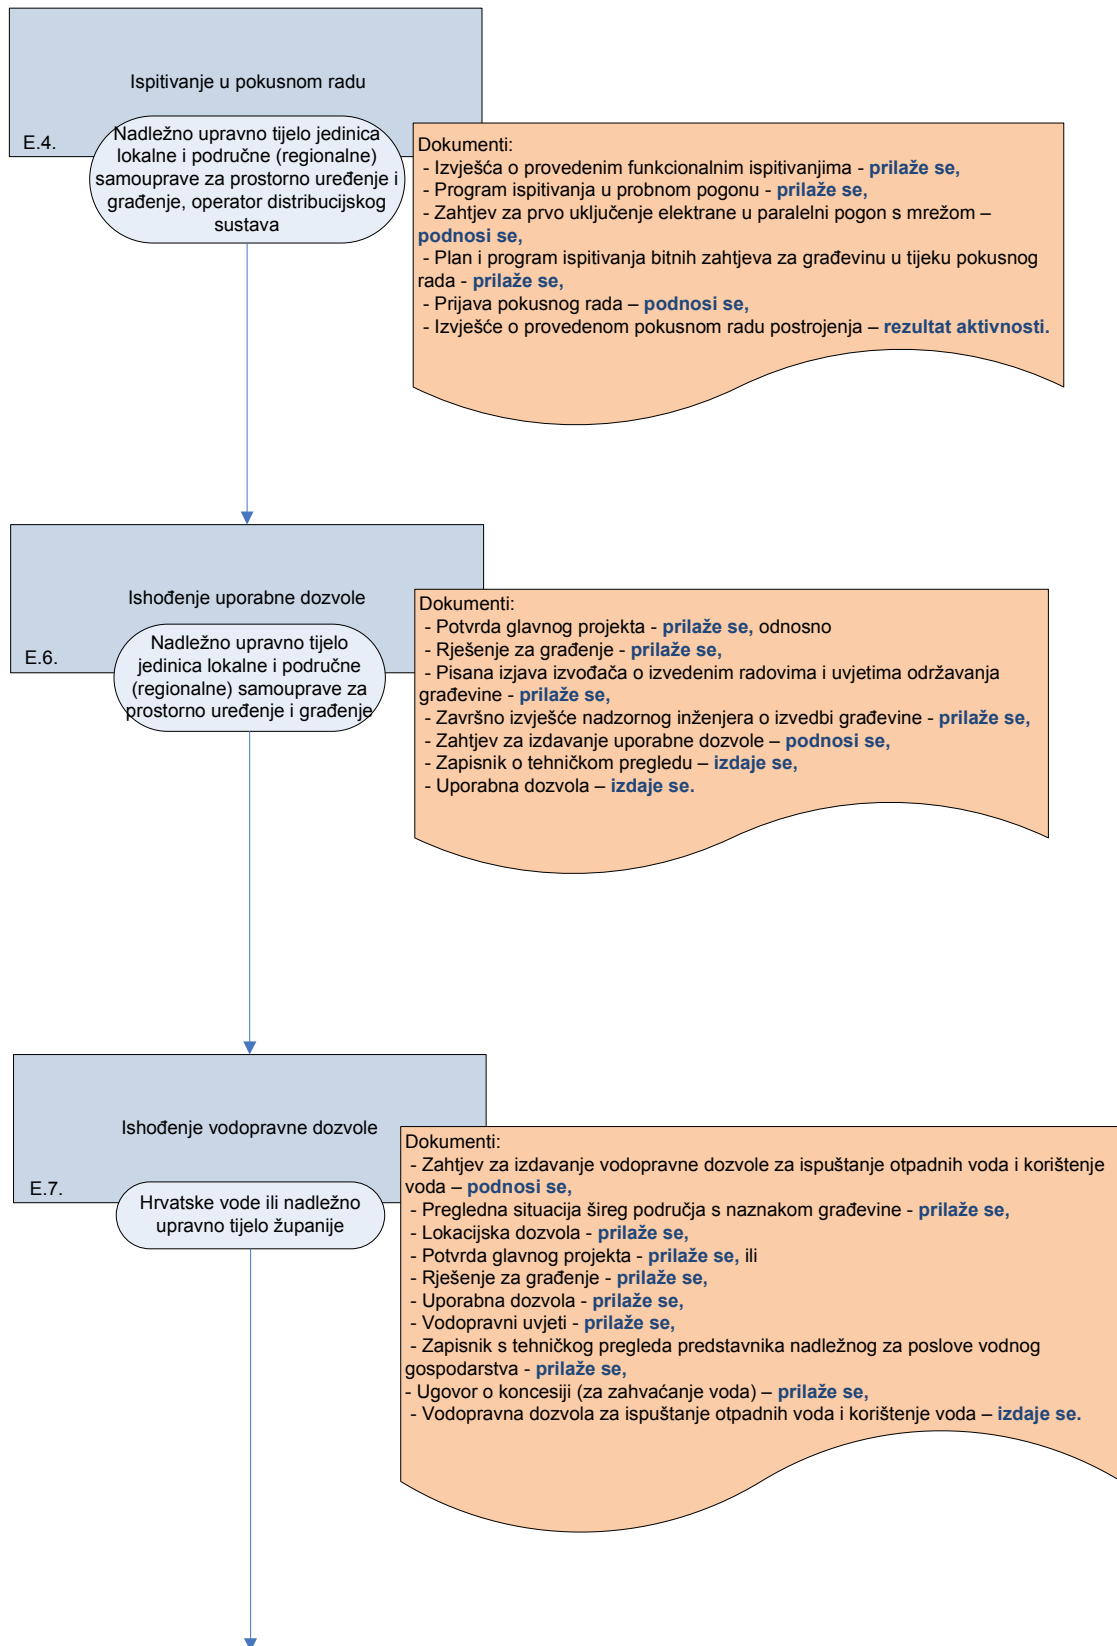 Ispitivanje u pokusnom radu
E.4.
Nadležno upravno tijelo jedinica
lokalne i područne (regionalne)
samouprave za prostorno uređenje i
građenje, operator distribucijskog
sustava
Dokumenti:
- Izvješća o provedenim funkcionalnim ispitivanjima - prilaže se,
- Program ispitivanja u probnom pogonu - prilaže se,
- Zahtjev za prvo uključenje elektrane u paralelni pogon s mrežom –
podnosi se,
- Plan i program ispitivanja bitnih zahtjeva za građevinu u tijeku pokusnog
rada - prilaže se,
- Prijava pokusnog rada – podnosi se,
- Izvješće o provedenom pokusnom radu postrojenja – rezultat aktivnosti.
Ishođenje uporabne dozvole
E.6.
Nadležno upravno tijelo
jedinica lokalne i područne
(regionalne) samouprave za
prostorno uređenje i građenje
Dokumenti:
- Potvrda glavnog projekta - prilaže se, odnosno
- Rješenje za građenje - prilaže se,
- Pisana izjava izvođača o izvedenim radovima i uvjetima održavanja
građevine - prilaže se,
- Završno izvješće nadzornog inženjera o izvedbi građevine - prilaže se,
- Zahtjev za izdavanje uporabne dozvole – podnosi se,
- Zapisnik o tehničkom pregledu – izdaje se,
- Uporabna dozvola – izdaje se.
Ishođenje vodopravne dozvole
E.7.
Hrvatske vode ili nadležno
upravno tijelo županije
Dokumenti:
- Zahtjev za izdavanje vodopravne dozvole za ispuštanje otpadnih voda i korištenje
voda – podnosi se,
- Pregledna situacija šireg područja s naznakom građevine - prilaže se,
- Lokacijska dozvola - prilaže se,
- Potvrda glavnog projekta - prilaže se, ili
- Rješenje za građenje - prilaže se,
- Uporabna dozvola - prilaže se,
- Vodopravni uvjeti - prilaže se,
- Zapisnik s tehničkog pregleda predstavnika nadležnog za poslove vodnog
gospodarstva - prilaže se,
- Ugovor o koncesiji (za zahvaćanje voda) – prilaže se,
- Vodopravna dozvola za ispuštanje otpadnih voda i korištenje voda – izdaje se.